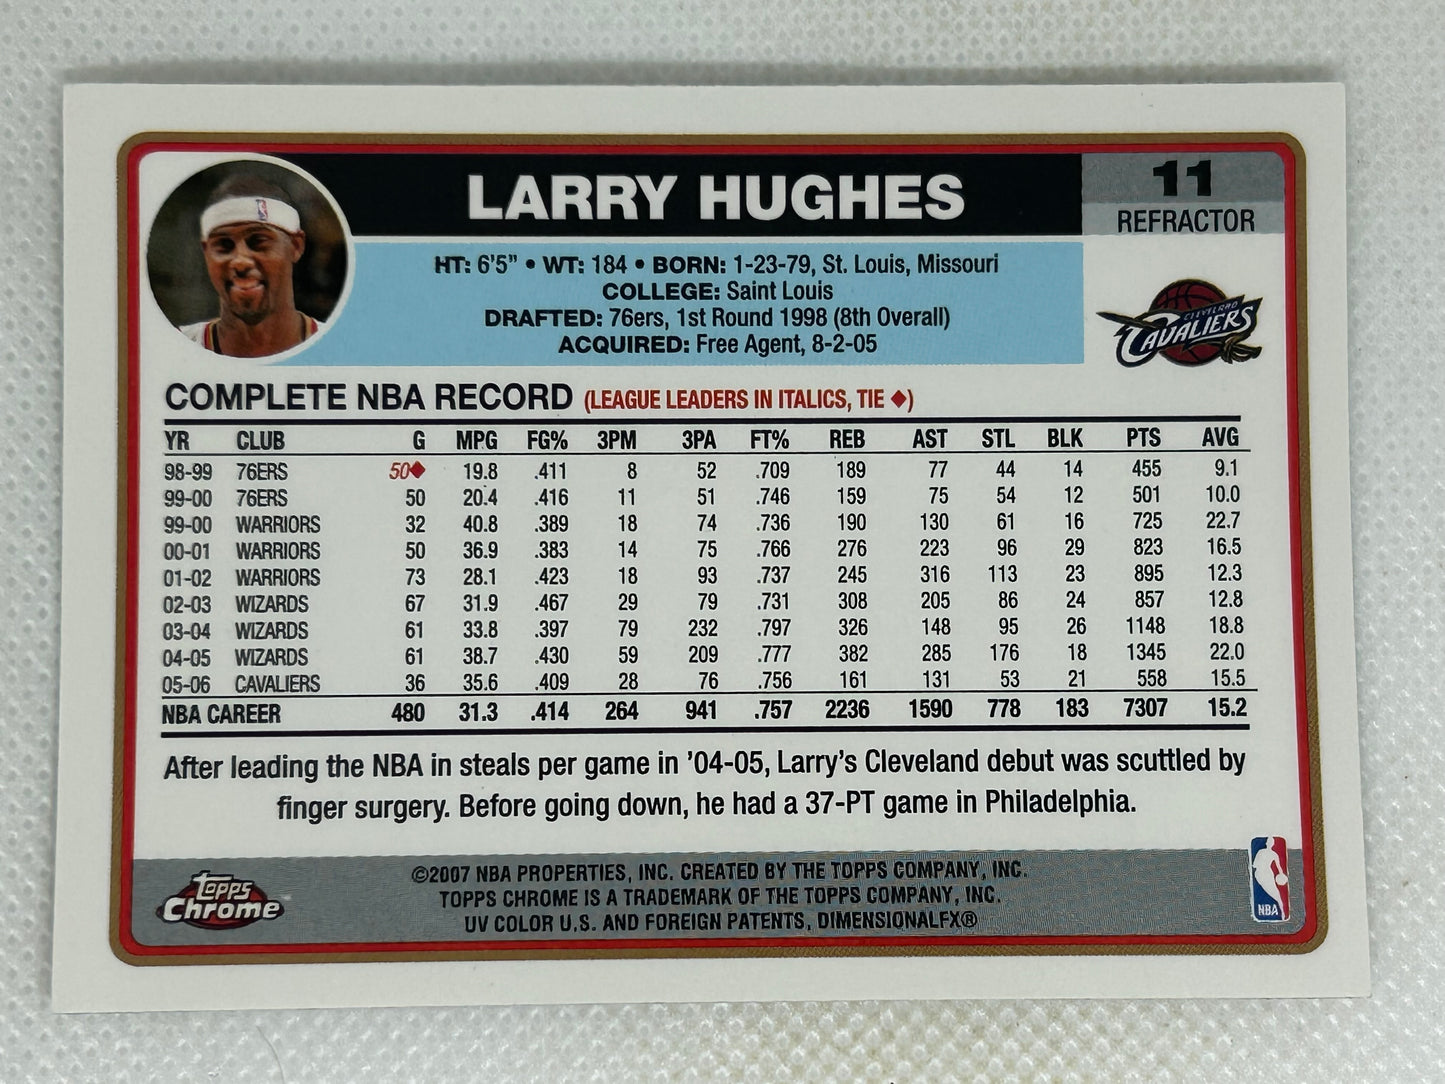 LARRY HUGHES
11
REFRACTOR
HT: 6'5" • WT: 184 • BORN: 1-23-79, St. Louis, Missouri
COLLEGE: Saint Louis
DRAFTED: 76ers, 1st Round 1998 (8th Overall)
ACQUIRED: Free Agent, 8-2-05
CLEVELAND
CAVALIERS
COMPLETE NBA RECORD (LEAGUE LEADERS IN ITALICS, TIE ◆)
YR CLUB G MPG FG% 3PM 3PA FT% REB AST STL BLK PTS AVG
98-99 76ERS 50◆ 19.8 .411 8 52 .709 189 77 44 14 455 9.1
99-00 76ERS 50 20.4 .416 11 51 .746 159 75 54 12 501 10.0
99-00 WARRIORS 32 40.8 .389 18 74 .736 190 130 61 16 725 22.7
00-01 WARRIORS 50 36.9 .383 14 75 .766 276 223 96 29 823 16.5
01-02 WARRIORS 73 28.1 .423 18 93 .737 245 316 113 23 895 12.3
02-03 WIZARDS 67 31.9 .467 29 79 .731 308 205 86 24 857 12.8
03-04 WIZARDS 61 33.8 .397 79 232 .797 326 148 95 26 1148 18.8
04-05 WIZARDS 61 38.7 .430 59 209 .777 382 285 176 18 1345 22.0
05-06 CAVALIERS 36 35.6 .409 28 76 .756 161 131 53 21 558 15.5
NBA CAREER 480 31.3 .414 264 941 .757 2236 1590 778 183 7307 15.2
After leading the NBA in steals per game in '04-05, Larry's Cleveland debut was scuttled by
finger surgery. Before going down, he had a 37-PT game in Philadelphia.
topps
Chrome
©2007 NBA PROPERTIES, INC. CREATED BY THE TOPPS COMPANY, INC.
TOPPS CHROME IS A TRADEMARK OF THE TOPPS COMPANY, INC.
UV COLOR U.S. AND FOREIGN PATENTS, DIMENSIONALFX®
NBA